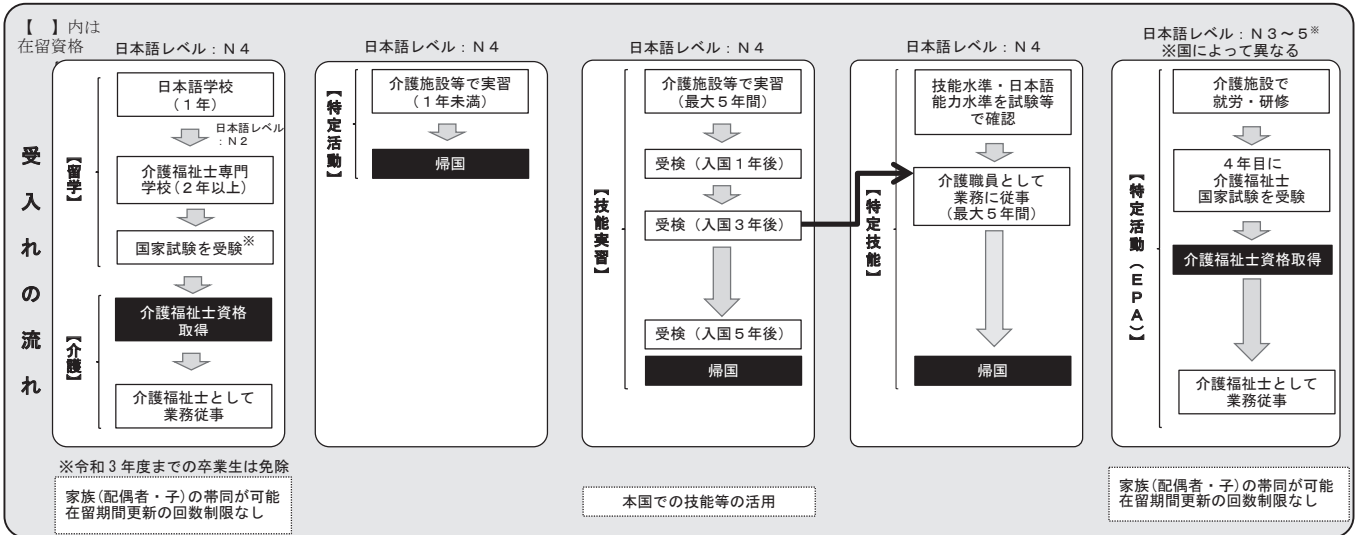 【　】内は
在留資格
受入れの流れ
日本語レベル：Ｎ４
【留学】
日本語学校
（１年）
日本語レベル
：Ｎ２
介護福祉士専門
学校（２年以上）
国家試験を受験※
【介護】
介護福祉士資格
取得
介護福祉士として
業務従事
※令和３年度までの卒業生は免除
家族(配偶者・子)の帯同が可能
在留期間更新の回数制限なし
日本語レベル：Ｎ４
【特定活動】
介護施設等で実習
（１年未満）
帰国
日本語レベル：Ｎ４
【技能実習】
介護施設等で実習
（最大５年間）
受検（入国１年後）
受検（入国３年後）
受検（入国５年後）
帰国
本国での技能等の活用
日本語レベル：Ｎ４
【特定技能】
技能水準・日本語
能力水準を試験等
で確認
介護職員として
業務に従事
（最大５年間）
帰国
日本語レベル：Ｎ３～５※
※国によって異なる
【特定活動（ＥＰＡ）】
介護施設で
就労・研修
４年目に
介護福祉士
国家試験を受験
介護福祉士資格取得
介護福祉士として
業務従事
家族(配偶者・子)の帯同が可能
在留期間更新の回数制限なし